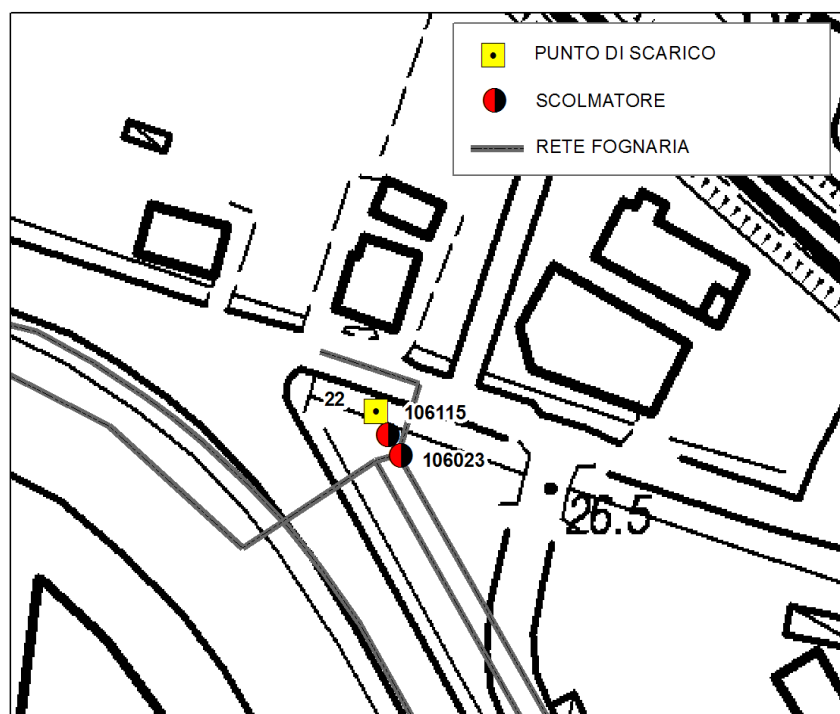 PUNTO DI SCARICO
SCOLMATORE
RETE FOGNARIA
22
106115
106023
26.5